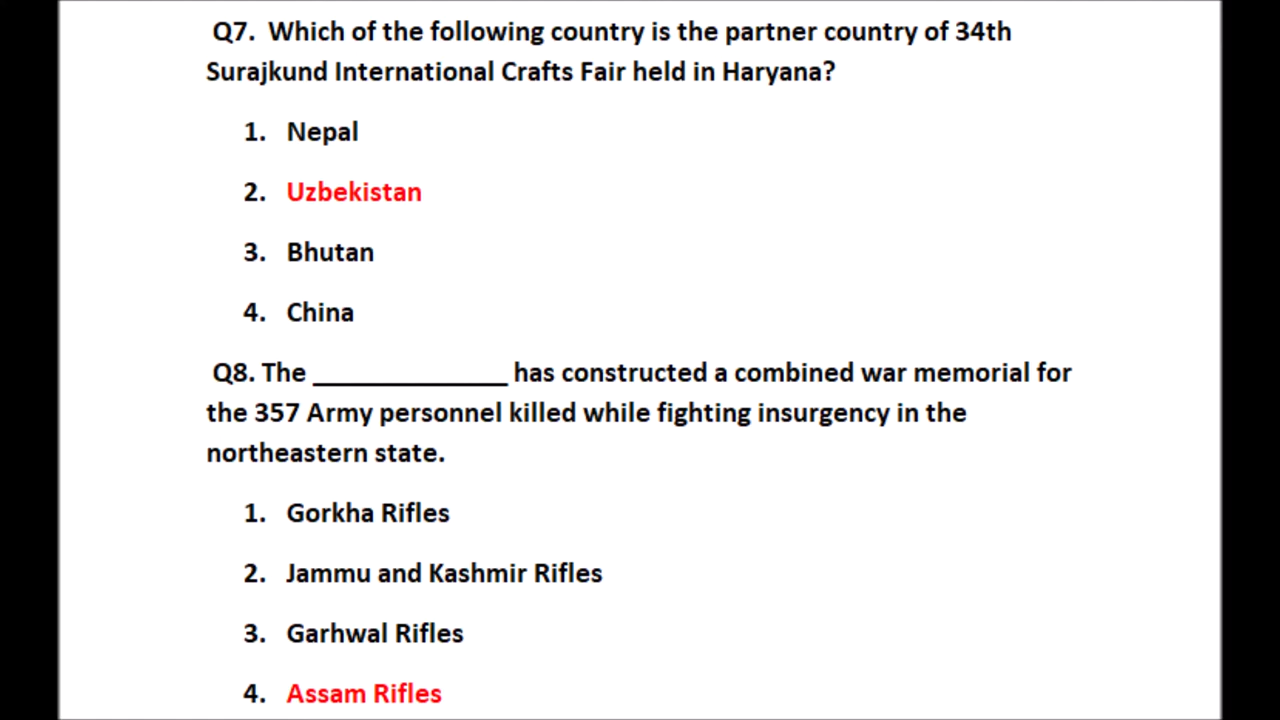 Q7. Which of the following country is the partner country of 34th
Surajkund International Crafts Fair held in Haryana?
1. Nepal
2. Uzbekistan
3. Bhutan
4. China
Q8. The ______________ has constructed a combined war memorial for
the 357 Army personnel killed while fighting insurgency in the
northeastern state.
1. Gorkha Rifles
2. Jammu and Kashmir Rifles
3. Garhwal Rifles
4. Assam Rifles